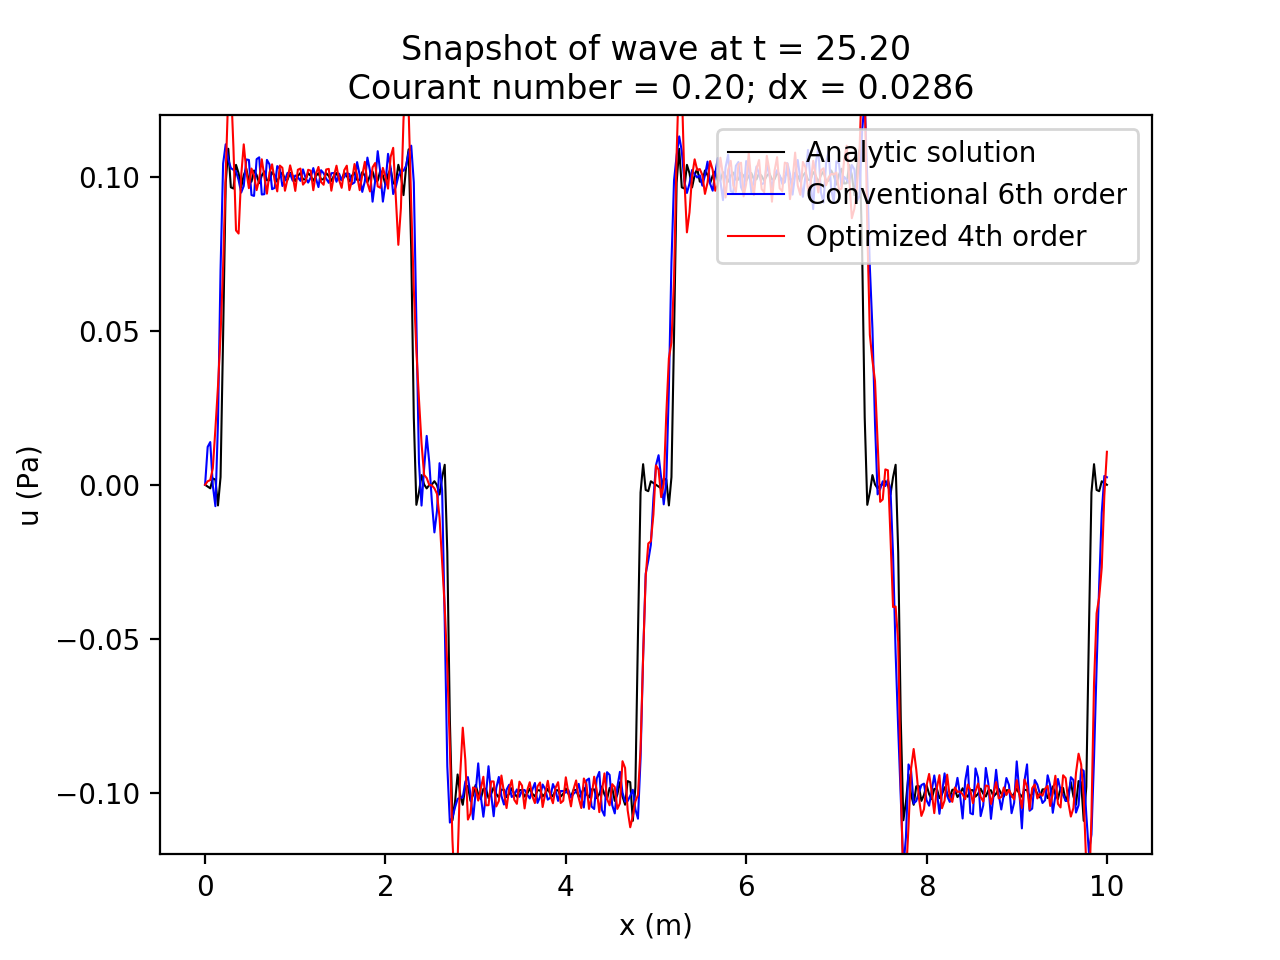 Snapshot of wave at t = 25.20
Courant number = 0.20; dx = 0.0286
Analytic solution
Conventional 6th order
Optimized 4th order
0.10
0.05
0.00
−0.05
−0.10
u (Pa)
0 2 4 6 8 10
x (m)